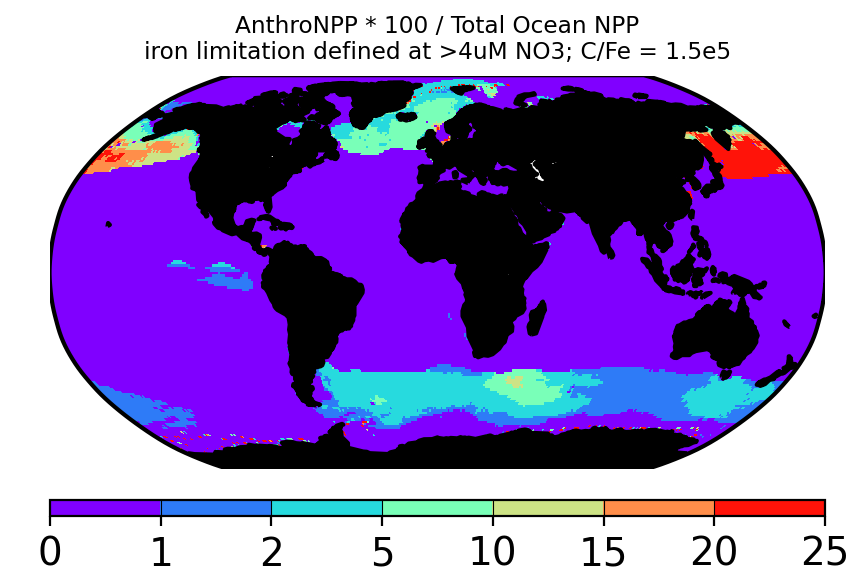 AnthroNPP * 100 / Total Ocean NPP
iron limitation defined at >4uM NO3; C/Fe = 1.5e5
0 1 2 5 10 15 20 25